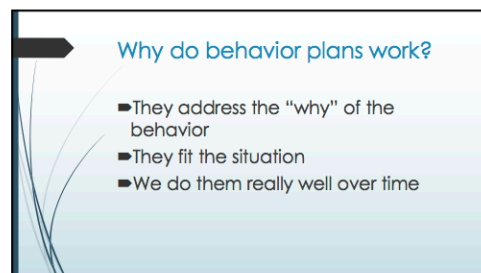 Why do behavior plans work?
They address the “why” of the
behavior
They fit the situation
We do them really well over time